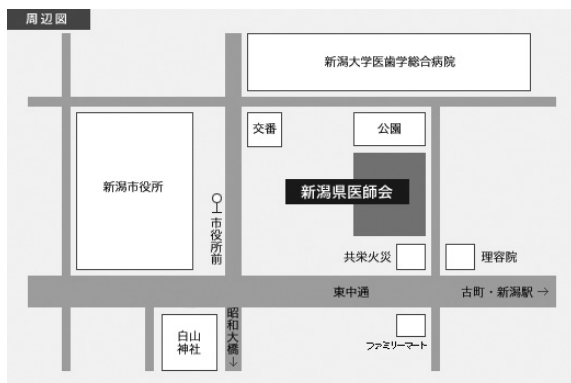 周辺図
新潟大学医歯学総合病院
交番
公園
新潟市役所
新潟県医師会
市役所前
共栄火災
理容院
東中通
古町・新潟駅→
昭和大橋↓
白山
神社
ファミリーマート